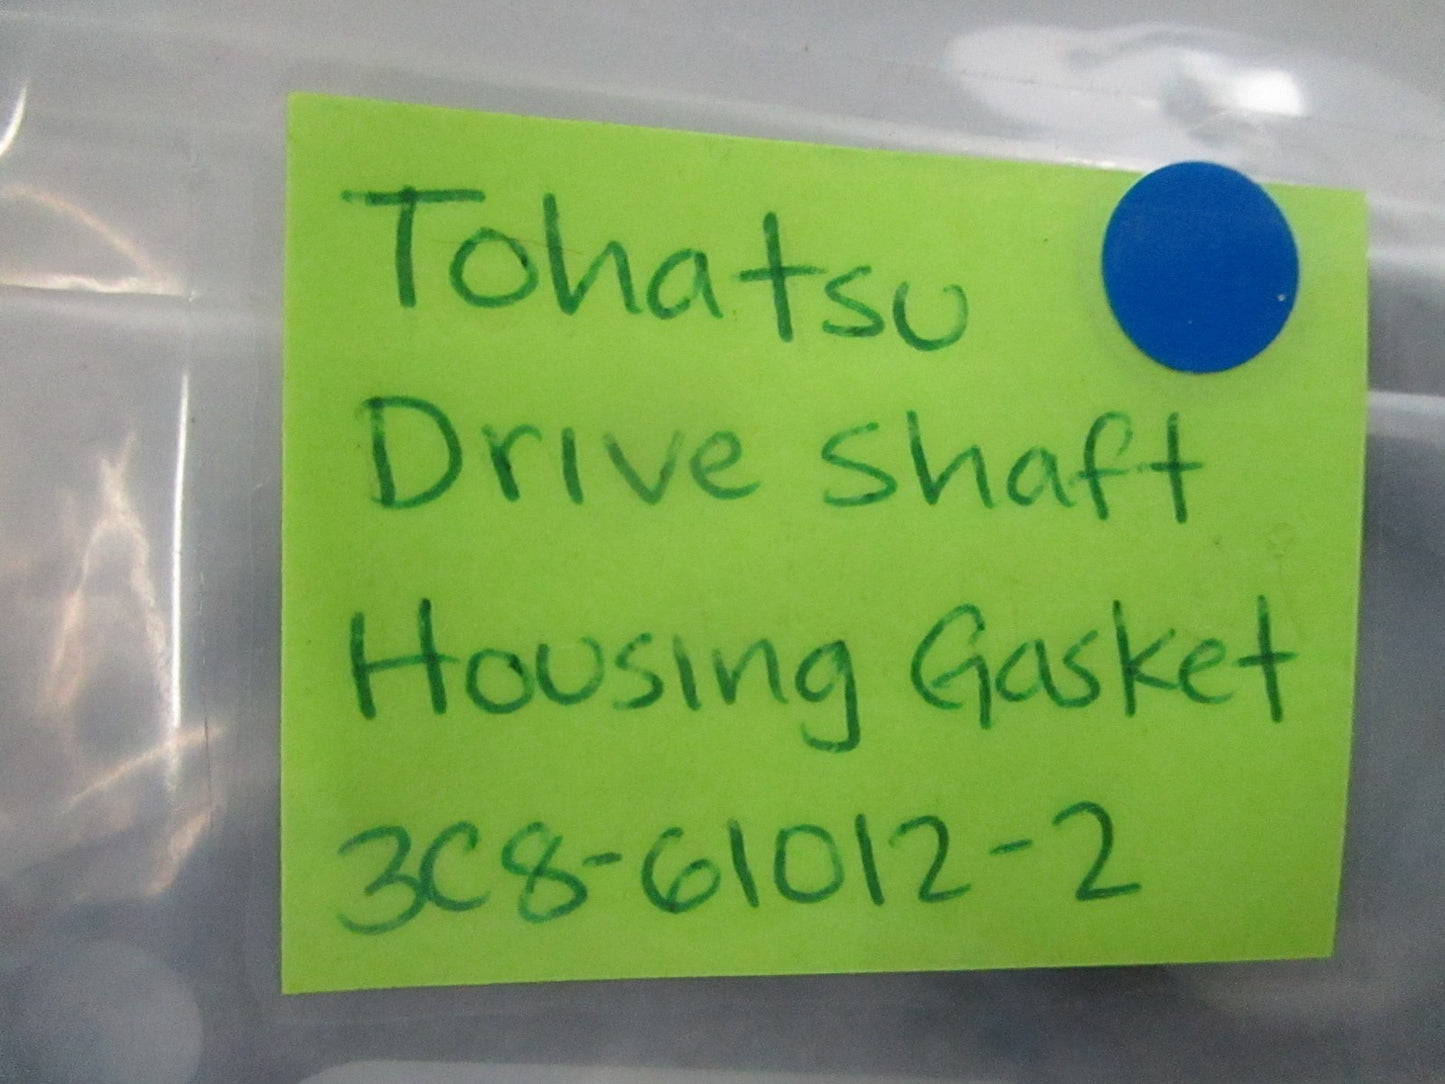 Tohatsu
Drive shaft
Housing Gasket
3C8-61012-2